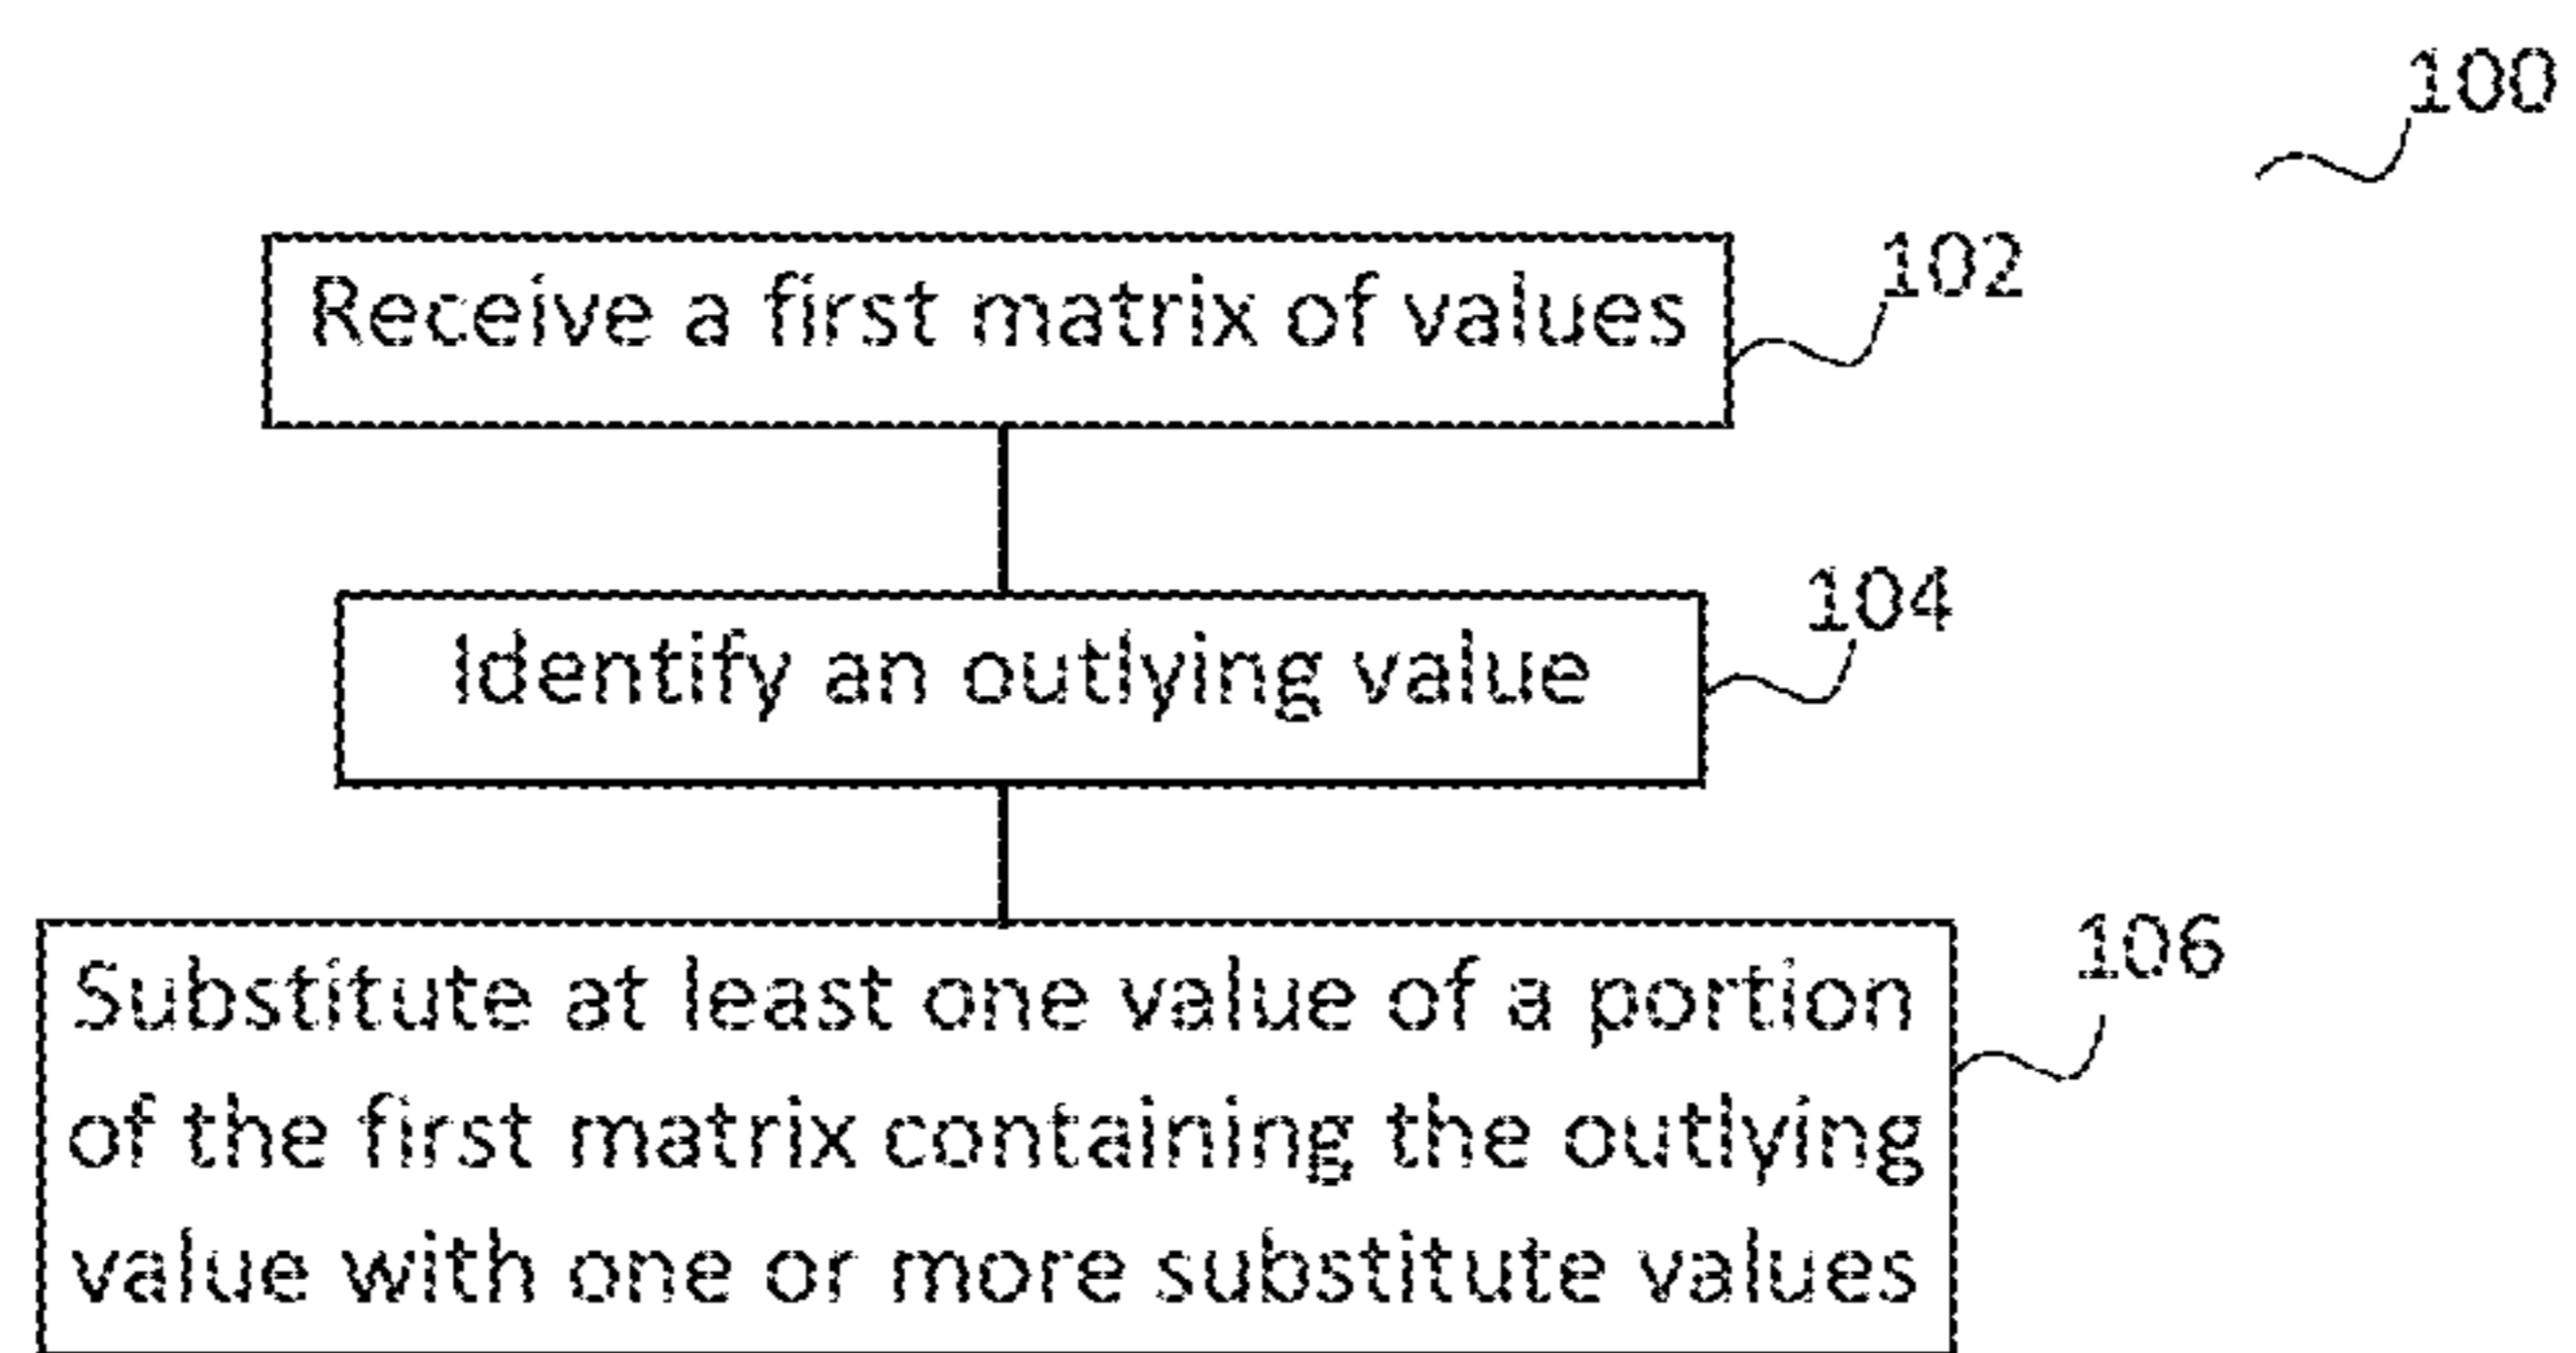 100
Receive a first matrix of values
102
Identify an outlying value
104
Substitute at least one value of a portion
of the first matrix containing the outlying
value with one or more substitute values
106